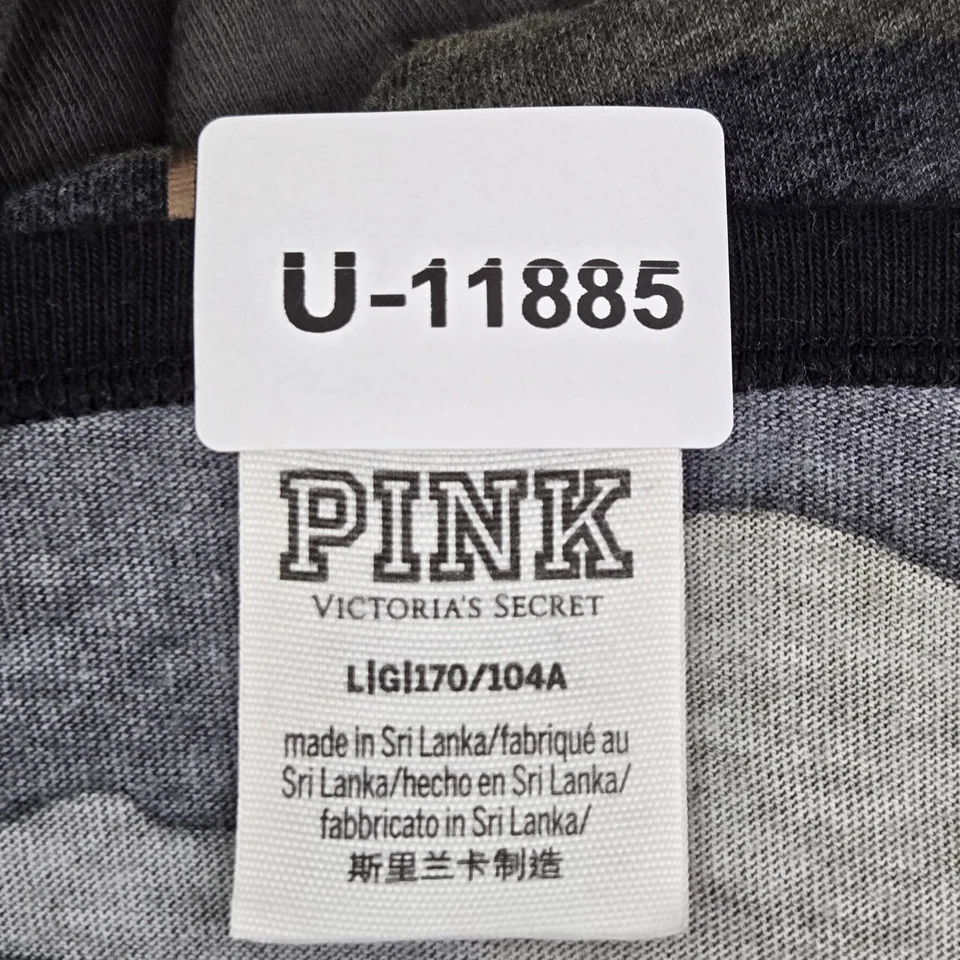 U-11885
PINK
VICTORIA'S SECRET
L|G|170/104A
made in Sri Lanka/fabriqué au
Sri Lanka/hecho en Sri Lanka/
fabbricato in Sri Lanka/
斯里兰卡制造